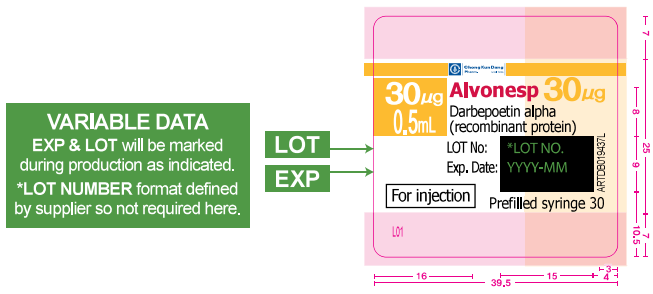 VARIABLE DATA
EXP & LOT will be marked
during production as indicated.
*LOT NUMBER format defined
by supplier so not required here.
LOT
EXP
Chong Kun Dang
Pharm.
30µg
0.5mL
Alvonesp 30µg
Darbepoetin alpha
(recombinant protein)
LOT No: *LOT NO.
Exp. Date: YYYY-MM
ARTDB019437L
For injection
Prefilled syringe 30
L01
7
8
25
9
10.5
7
16
15
3
4
39.5